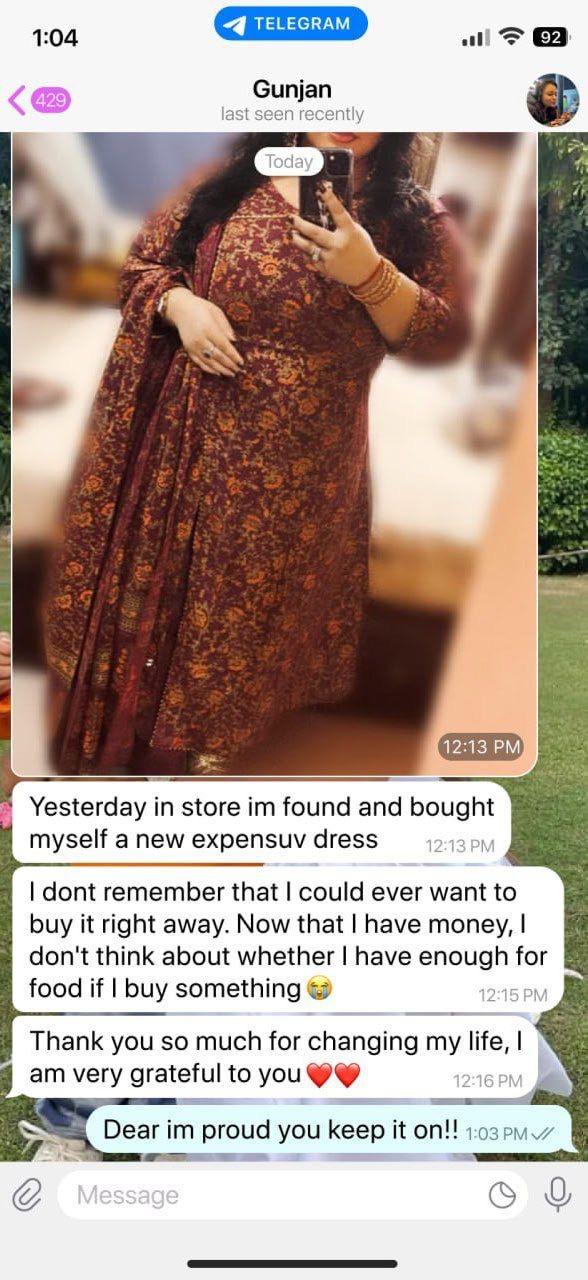 1:04
TELEGRAM
92
429
Gunjan
last seen recently
Today
12:13 PM
Yesterday in store im found and bought
myself a new expensuv dress
12:13 PM
I dont remember that I could ever want to
buy it right away. Now that I have money, I
don't think about whether I have enough for
food if I buy something😭
12:15 PM
Thank you so much for changing my life, I
am very grateful to you❤️❤️
12:16 PM
Dear im proud you keep it on!! 1:03 PM
Message